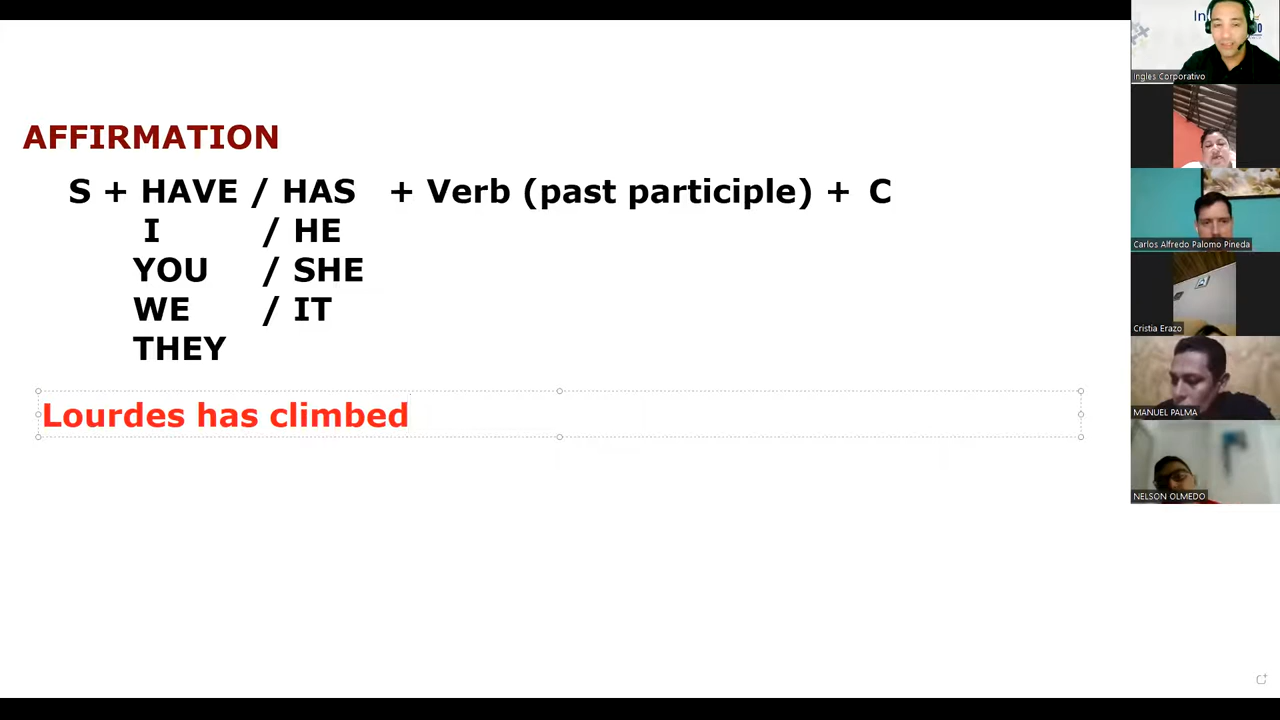 AFFIRMATION
S + HAVE / HAS + Verb (past participle) + C
I / HE
YOU / SHE
WE / IT
THEY
Lourdes has climbed
Ingles Corporativo
Carlos Alfredo Palomo Pineda
Cristia Erazo
MANUEL PALMA
NELSON OLMEDO